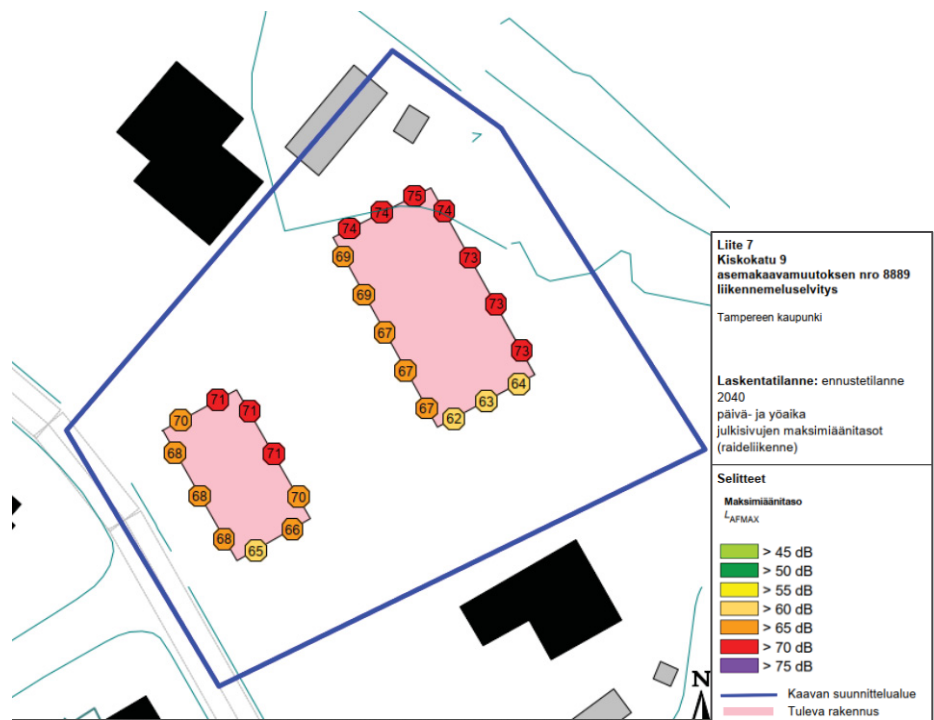 75
74
74
74
73
73
73
69
69
67
67
67
62
63
64
71
71
70
71
68
68
70
68
66
65
Liite 7
Kiskokatu 9
asemakaavamuutoksen nro 8889
liikennemeluselvitys
Tampereen kaupunki
Laskentatilanne: ennustetilanne
2040
päivä- ja yöaika
julkisivujen maksimiäänitasot
(raideliikenne)
Selitteet
Maksimiäänitaso
LAFMAX
> 45 dB
> 50 dB
> 55 dB
> 60 dB
> 65 dB
> 70 dB
> 75 dB
Kaavan suunnittelualue
Tuleva rakennus
N